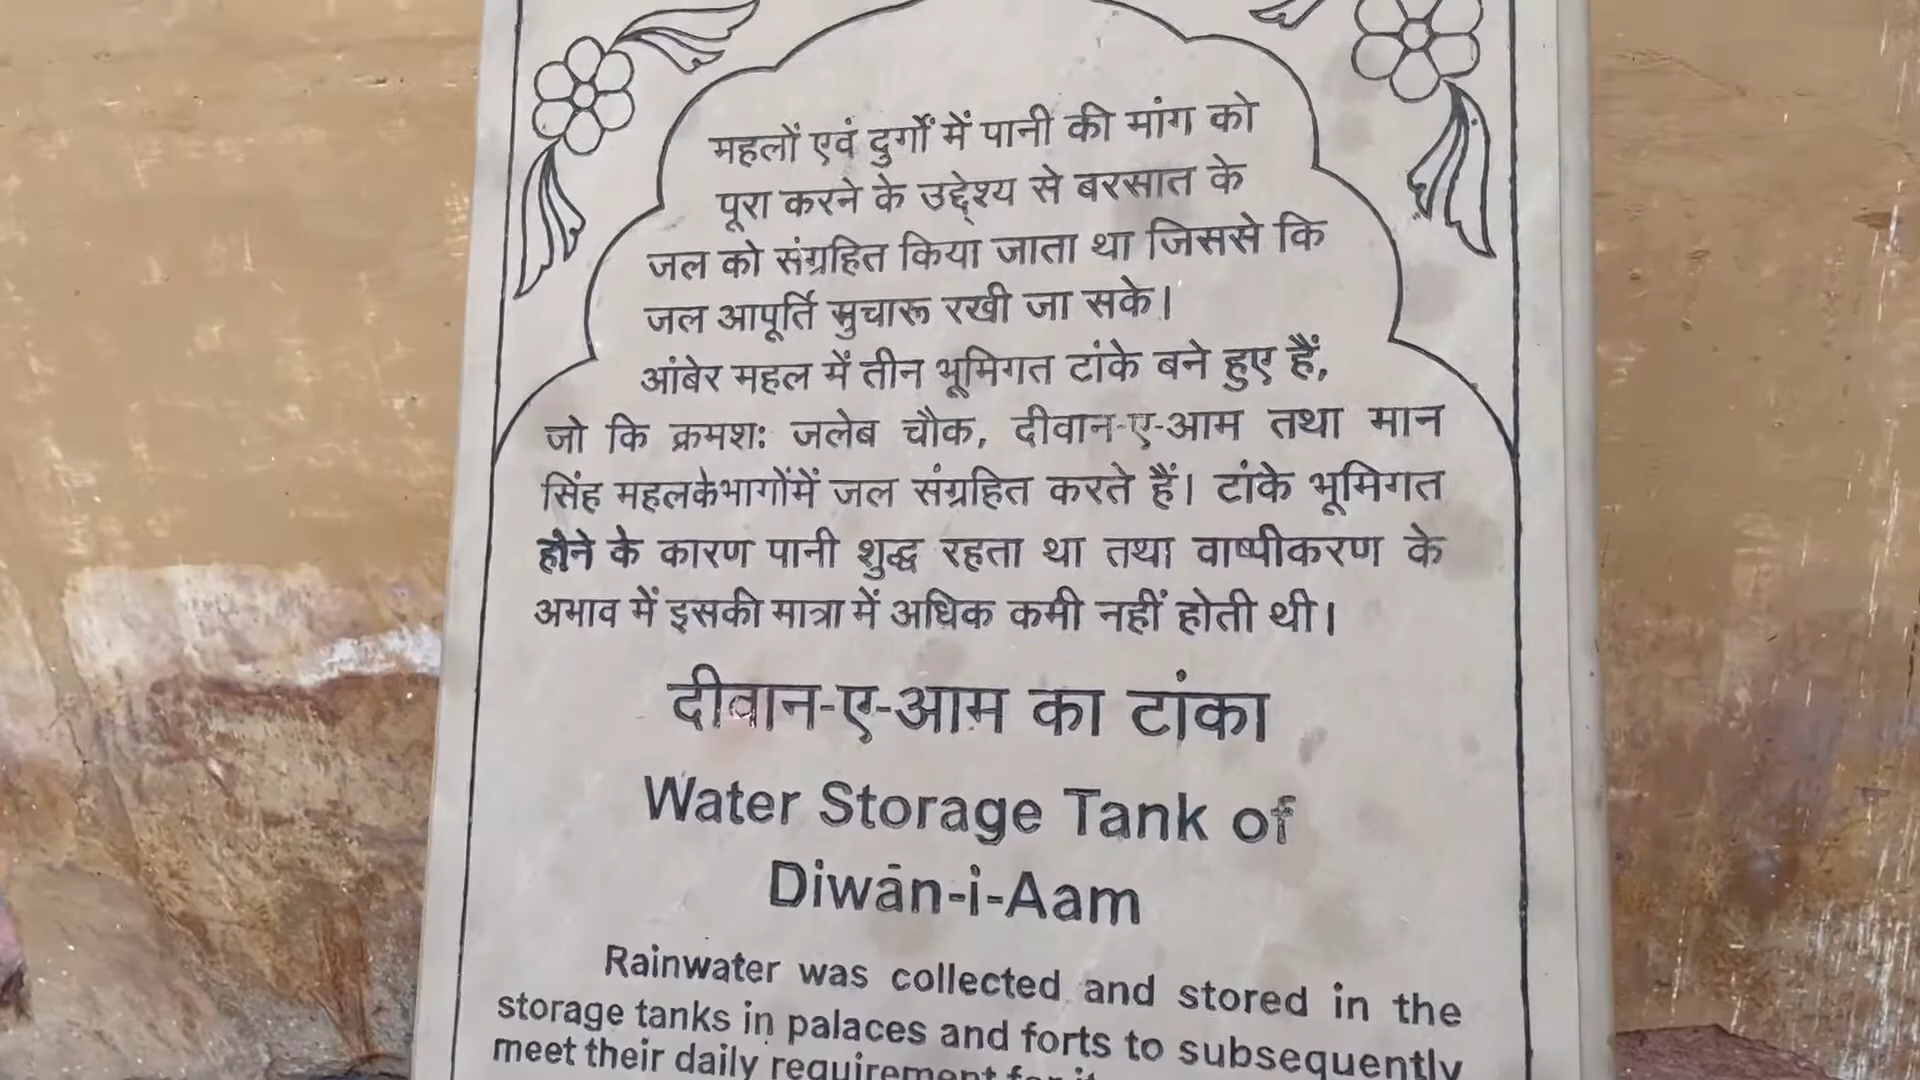 महलों एवं दुर्गों में पानी की मांग को
पूरा करने के उद्देश्य से बरसात के
जल को संग्रहित किया जाता था जिससे कि
जल आपूर्ति सुचारू रखी जा सके।
आंबेर महल में तीन भूमिगत टांके बने हुए हैं,
जो कि क्रमशः जलेब चौक, दीवान-ए-आम तथा मान
सिंह महलकेभागोंमें जल संग्रहित करते हैं। टांके भूमिगत
होने के कारण पानी शुद्ध रहता था तथा वाष्पीकरण के
अभाव में इसकी मात्रा में अधिक कमी नहीं होती थी।
दीवान-ए-आम का टांका
Water Storage Tank of
Diwān-i-Aam
Rainwater was collected and stored in the
storage tanks in palaces and forts to subsequently
meet their daily requirement for it